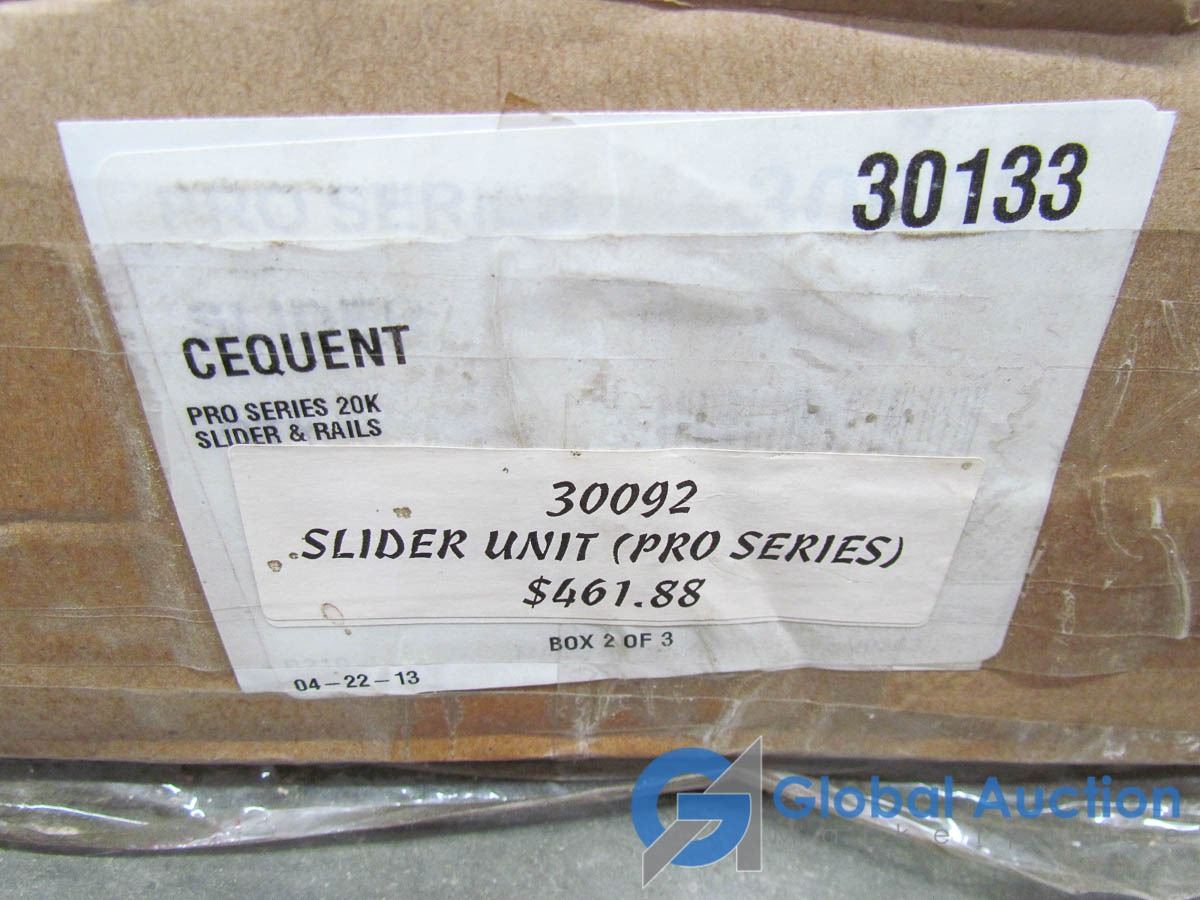 30133
CEQUENT
PRO SERIES 20K
SLIDER & RAILS
30092
SLIDER UNIT (PRO SERIES)
$461.88
BOX 2 OF 3
04-22-13
Global Auction